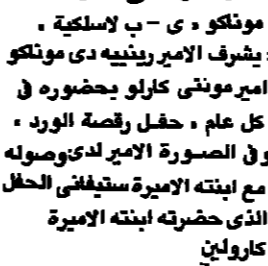 موناكو ، ى – ب لاسلكية .
يشرف الامير رينييه دى موناكو
امير مونتى كارلو بحضوره فى
كل عام ، حفل رقصة الورد ،
وفى الصورة الامير لدى وصوله
مع ابنته الاميرة ستيفانى الحفل
الذى حضرته ابنته الاميرة
كارولين